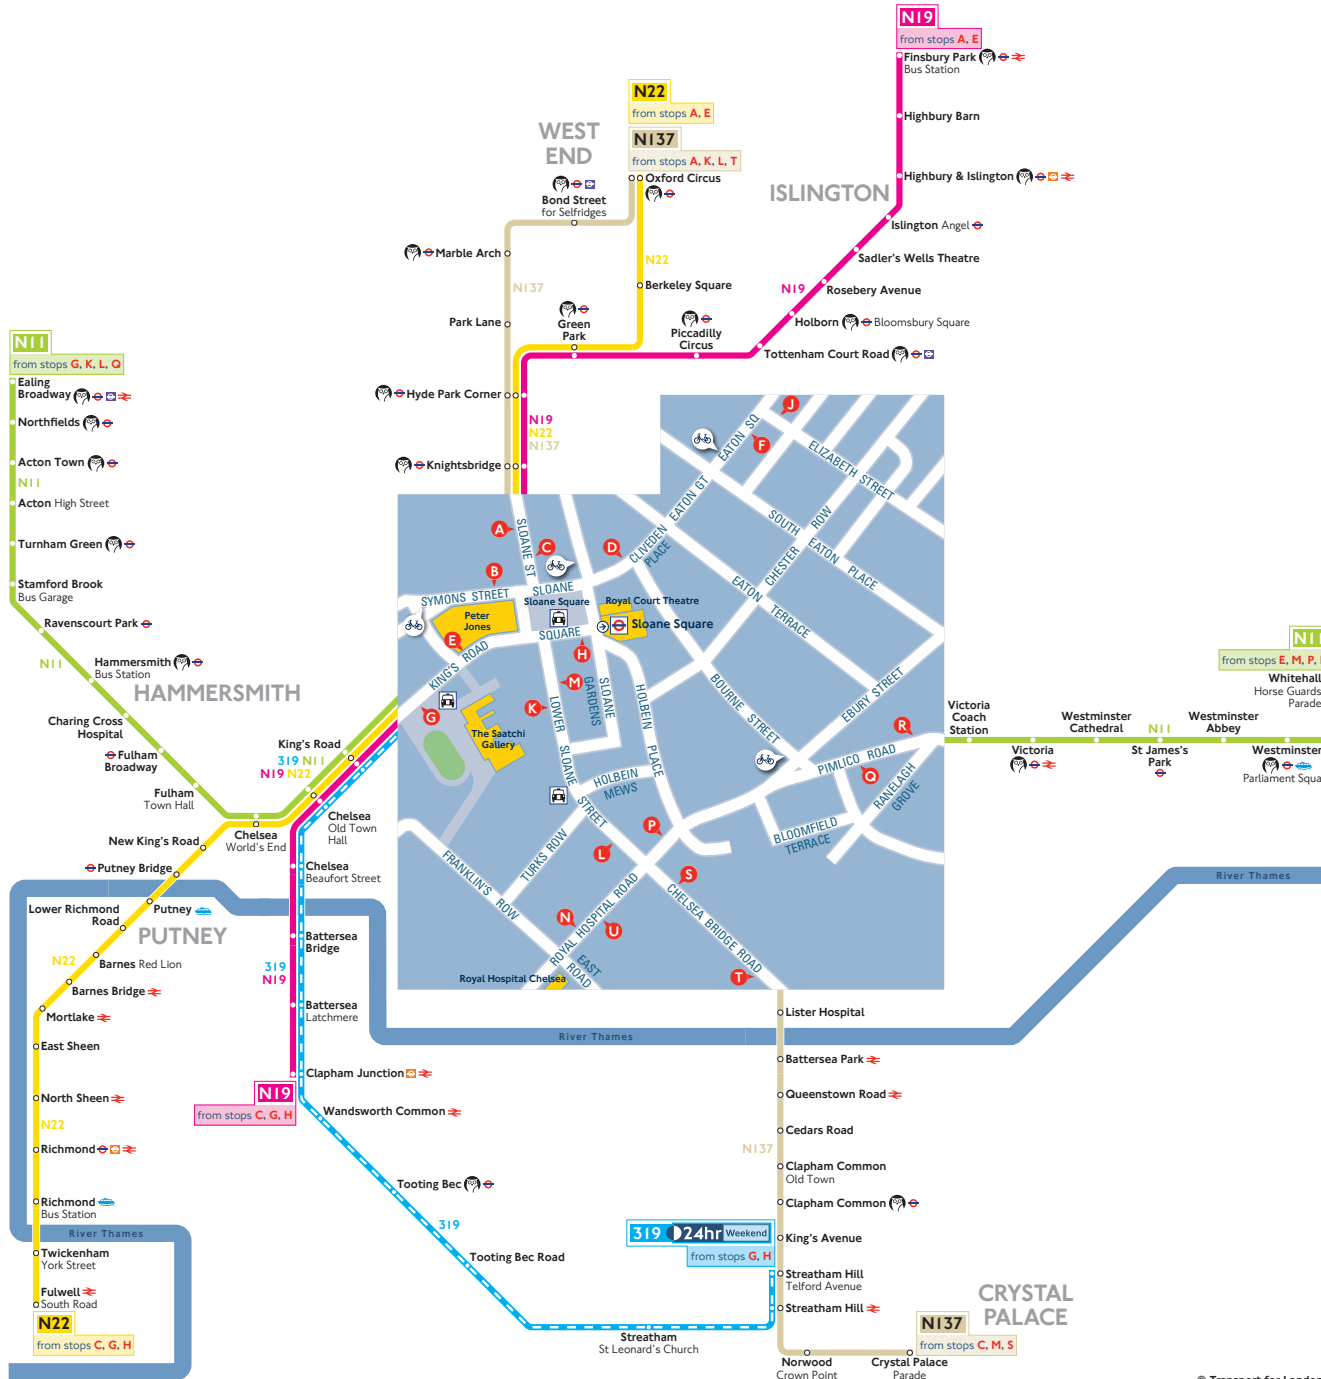 N19
from stops A, E
Finsbury Park
Bus Station
Highbury Barn
Highbury & Islington
ISLINGTON
Islington Angel
Sadler's Wells Theatre
Rosebery Avenue
N19
Holborn Bloomsbury Square
Tottenham Court Road
Piccadilly
Circus
N22
from stops A, E
N137
from stops A, K, L, T
WEST
END
Oxford Circus
Bond Street
for Selfridges
Marble Arch
N22
N137
Berkeley Square
Park Lane
Green
Park
Hyde Park Corner
N19
N22
N137
Knightsbridge
N11
from stops G, K, L, Q
Ealing
Broadway
Northfields
Acton Town
N11
Acton High Street
Turnham Green
Stamford Brook
Bus Garage
Ravenscourt Park
N11
Hammersmith
Bus Station
HAMMERSMITH
Charing Cross
Hospital
Fulham
Broadway
Fulham
Town Hall
King's Road
319 N11
N19 N22
Chelsea
World's End
Chelsea
Old Town
Hall
New King's Road
Putney Bridge
Chelsea
Beaufort Street
Lower Richmond
Road
Putney
PUTNEY
Battersea
Bridge
N22
Barnes Red Lion
319
N19
Barnes Bridge
Mortlake
Battersea
Latchmere
East Sheen
Clapham Junction
North Sheen
N19
from stops C, G, H
Wandsworth Common
N22
Richmond
Richmond
Bus Station
River Thames
Twickenham
York Street
Fulwell
South Road
N22
from stops C, G, H
Tooting Bec
319
Tooting Bec Road
Streatham
St Leonard's Church
319 24hr Weekend
from stops G, H
J
F
EATON SQ
ELIZABETH STREET
EATON GT
SOUTH EATON PLACE
CHESTER ROW
A
SLOANE ST
C
D
CLIVEDEN
PLACE
B
SYMONS STREET
SLOANE
SQUARE
EATON TERRACE
Sloane Square
Royal Court Theatre
Sloane Square
Peter
Jones
E
KING'S ROAD
H
M
K
G
SLOANE
GARDENS
LOWER SLOANE STREET
HOLBEIN PLACE
BOURNE STREET
EBURY STREET
The Saatchi
Gallery
R
PIMLICO ROAD
Q
HOLBEIN
MEWS
RANELAGH
GROVE
BLOOMFIELD
TERRACE
P
L
TURKS ROW
FRANKLIN'S ROW
S
N
U
ROYAL HOSPITAL ROAD
CHELSEA BRIDGE ROAD
EAST
ROAD
T
Royal Hospital Chelsea
Victoria
Coach
Station
Victoria
Westminster
Cathedral
N11
St James's
Park
Westminster
Abbey
Westminster
from stops E, M, P,
Whitehall
Horse Guards
Parade
River Thames
River Thames
Lister Hospital
Battersea Park
Queenstown Road
Cedars Road
N137
Clapham Common
Old Town
Clapham Common
King's Avenue
Streatham Hill
Telford Avenue
Streatham Hill
CRYSTAL
PALACE
N137
from stops C, M, S
Norwood
Crown Point
Crystal Palace
Parade